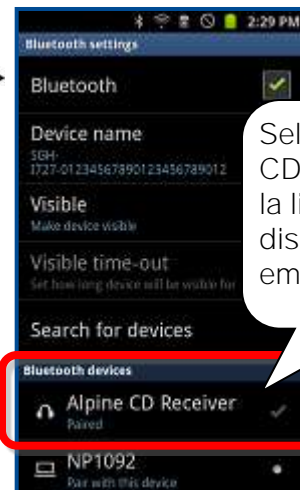 2:29 PM
Bluetooth settings
Bluetooth
Device name
SGH-
I727-01234567890123456789012
Visible
Make device visible
Visible time-out
Set how long device will be visible for
Search for devices
Bluetooth devices
Alpine CD Receiver
Paired
NP1092
Pair with this device
Sel
CD
la li
dis
em